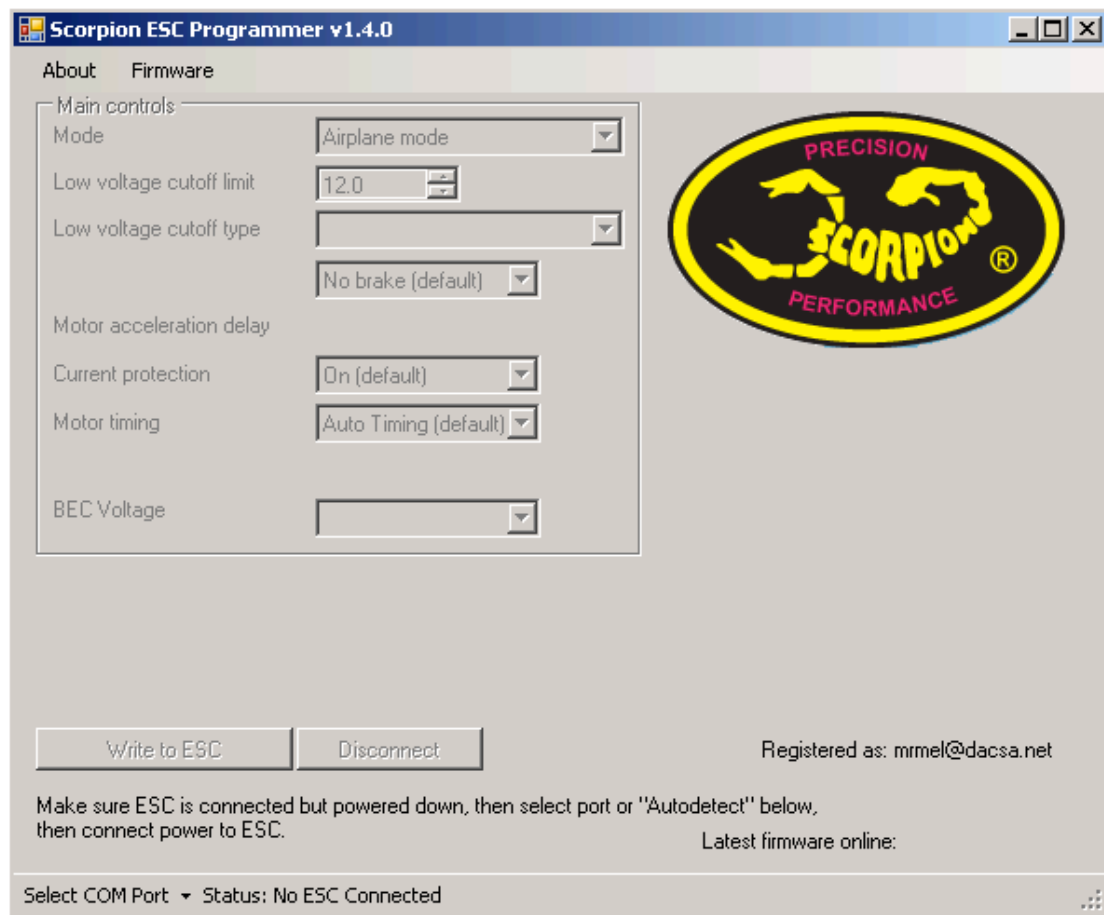 Scorpion ESC Programmer v1.4.0
About Firmware
Main controls
Mode Airplane mode
Low voltage cutoff limit 12.0
Low voltage cutoff type
No brake (default)
Motor acceleration delay
Current protection On (default)
Motor timing Auto Timing (default)
BEC Voltage
PRECISION
SCORPION ®
PERFORMANCE
Write to ESC Disconnect
Registered as: mrmel@dacsa.net
Make sure ESC is connected but powered down, then select port or "Autodetect" below,
then connect power to ESC.
Latest firmware online:
Select COM Port Status: No ESC Connected